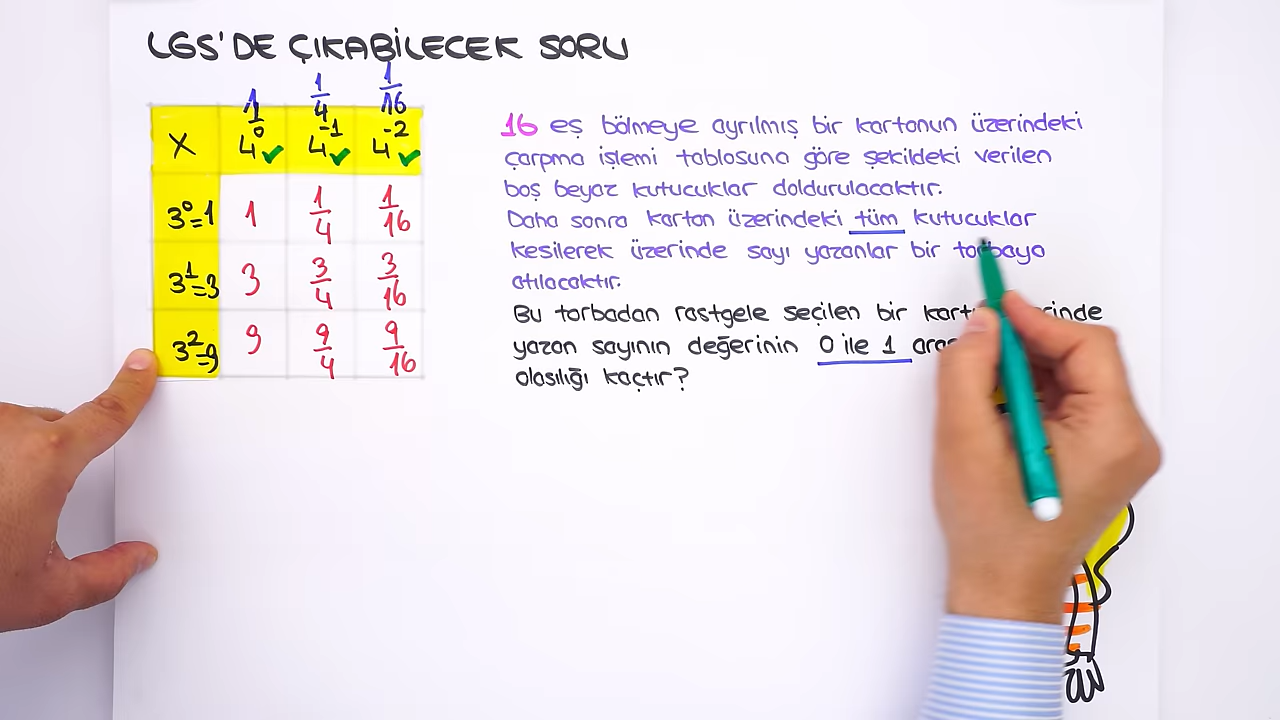 LGS'DE ÇIKABİLECEK SORU
1 1/4 1/16
X 4⁰ 4⁻¹ 4⁻²
3⁰=1 1 1/4 1/16
3¹=3 3 3/4 3/16
3²=9 9 9/4 9/16
16 eş bölmeye ayrılmış bir kartonun üzerindeki
çarpma işlemi tablosuna göre şekildeki verilen
boş beyaz kutucuklar doldurulacaktır.
Daha sonra karton üzerindeki tüm kutucuklar
kesilerek üzerinde sayı yazanlar bir torbaya
atılacaktır.
Bu torbadan rastgele seçilen bir
yazan sayının değerinin 0 ile 1
olasılığı kaçtır?